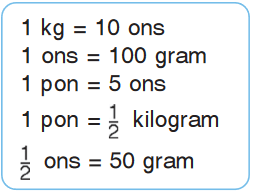 1 kg = 10 ons
1 ons = 100 gram
1 pon = 5 ons
1 pon = 1/2 kilogram
1/2 ons = 50 gram